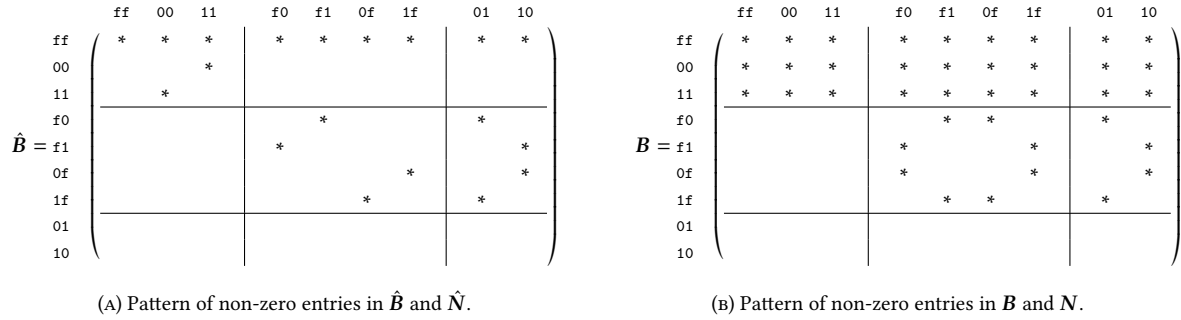 ff 00 11 f0 f1 0f 1f 01 10
ff * * * * * * * * *
00 *
11 *
f0 * *
B̂ = f1 * *
0f * *
1f * *
01
10
(A) Pattern of non-zero entries in B̂ and N̂.
ff 00 11 f0 f1 0f 1f 01 10
ff * * * * * * * * *
00 * * * * * * * * *
11 * * * * * * * * *
f0 * * *
B = f1 * * *
0f * * *
1f * * *
01
10
(B) Pattern of non-zero entries in B and N.